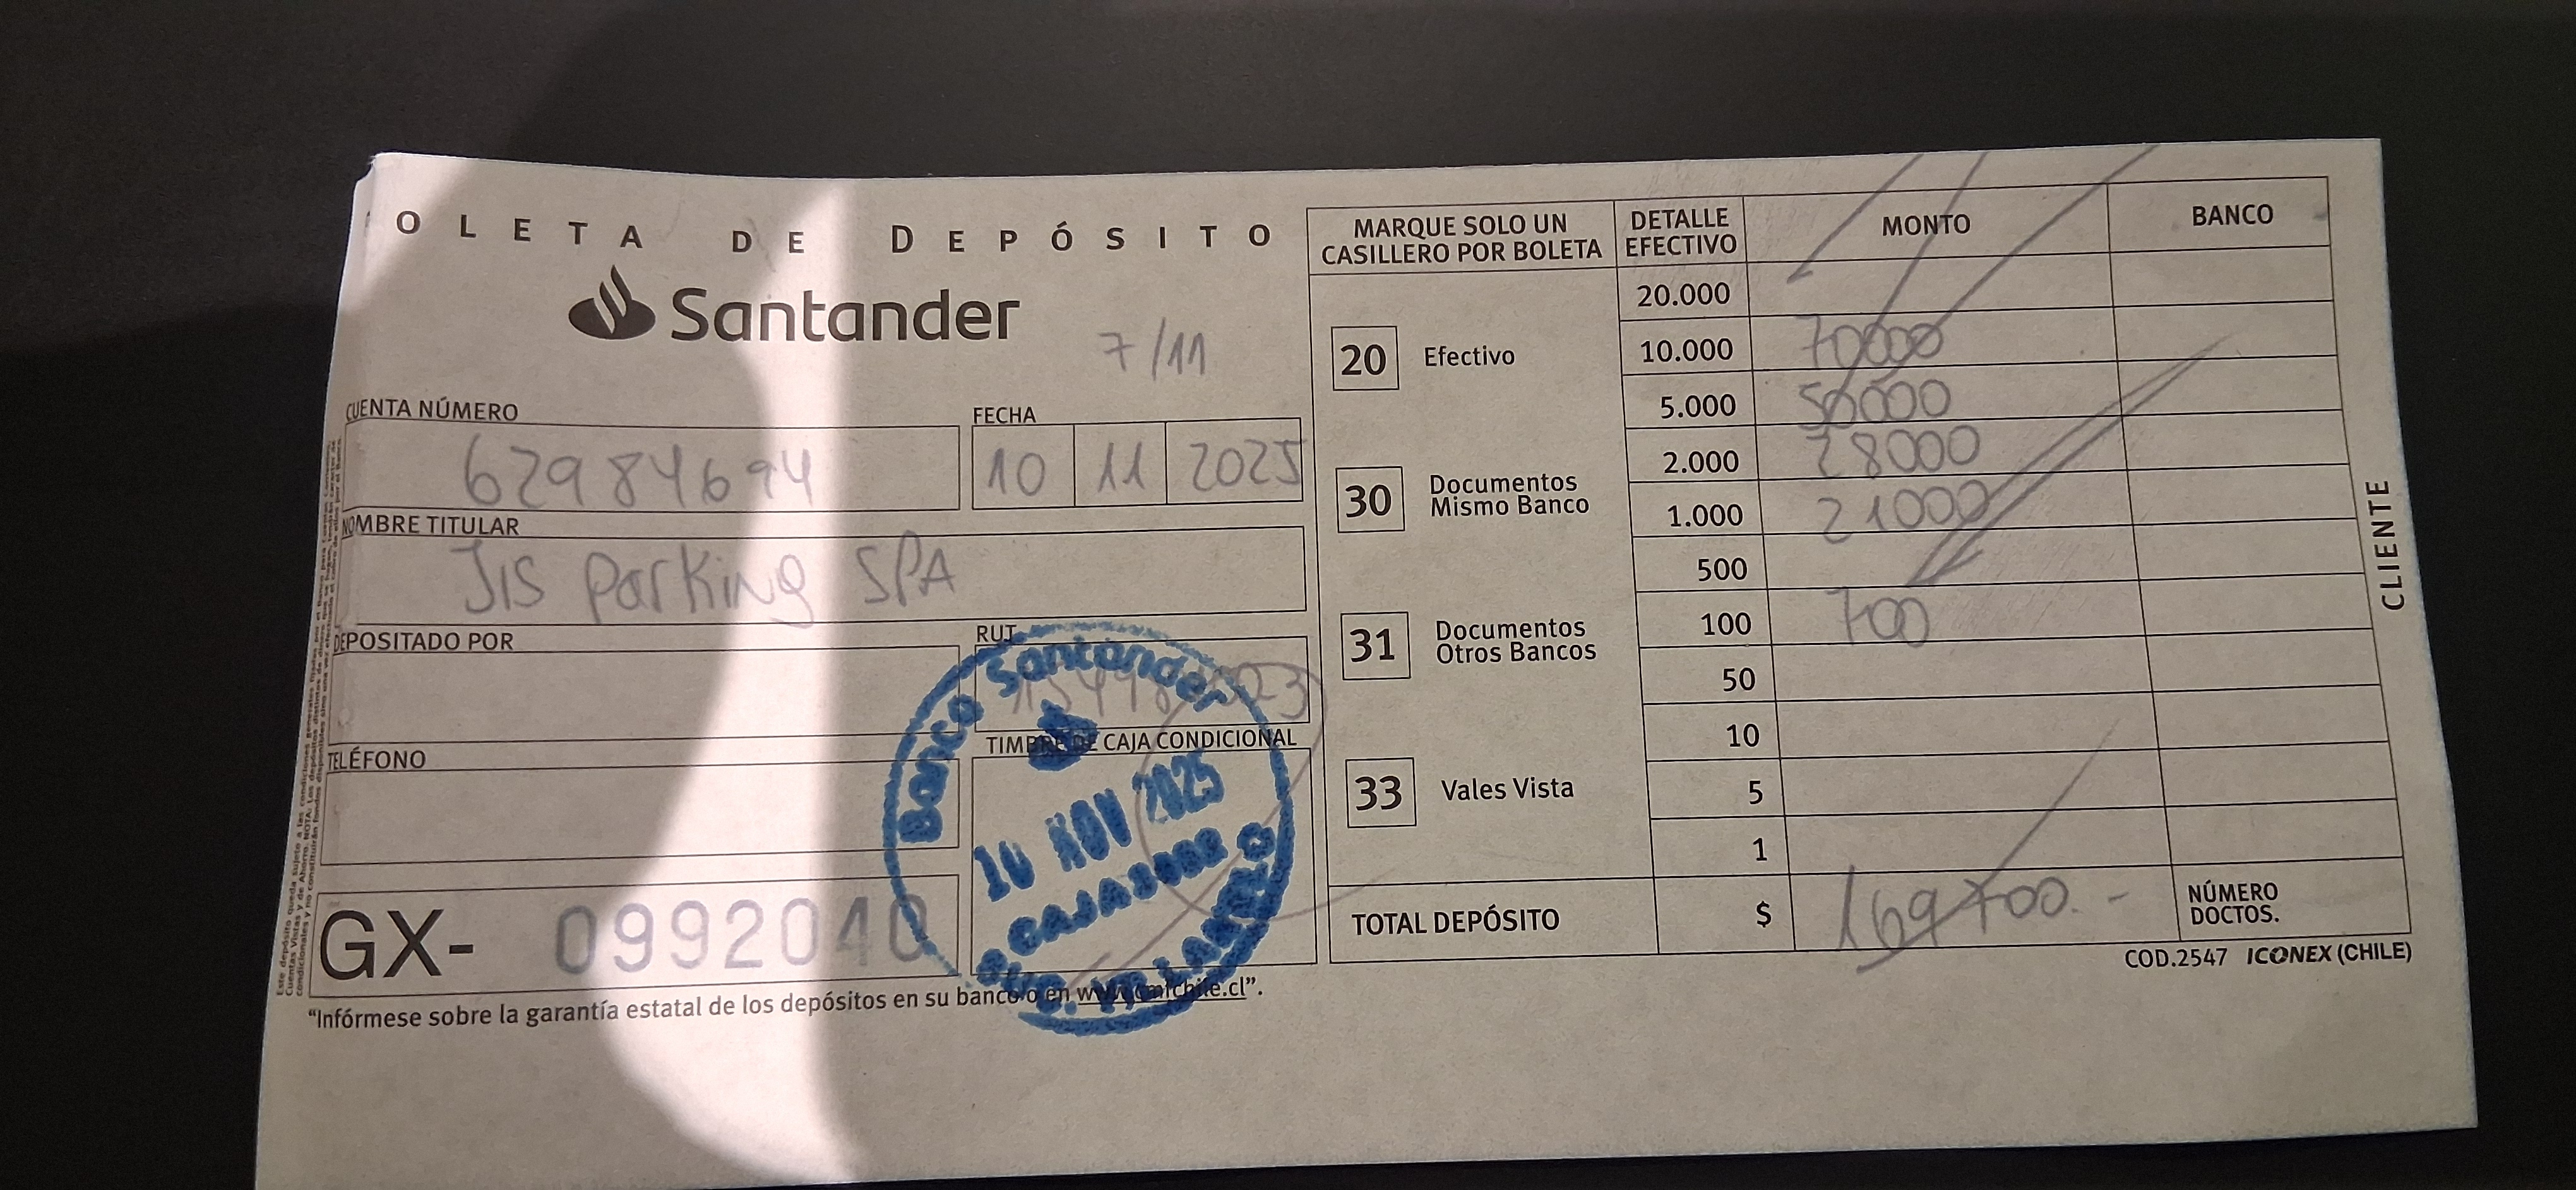 OLETA DE DEPÓSITO
Santander
7/11
CUENTA NÚMERO
62984694
FECHA
10 11 2025
NOMBRE TITULAR
JIS Parking SPA
DEPOSITADO POR
RUT
TELÉFONO
TIMBRE DE CAJA CONDICIONAL
Banco Santander
10 NOV 2025
GX- 0992040
"Infórmese sobre la garantía estatal de los depósitos en su banco o en www.cmfchile.cl".
MARQUE SOLO UN CASILLERO POR BOLETA
20 Efectivo
30 Documentos Mismo Banco
31 Documentos Otros Bancos
33 Vales Vista
DETALLE EFECTIVO MONTO BANCO
20.000
10.000 70000
5.000 50000
2.000 28000
1.000 21000
500
100 700
50
10
5
1
TOTAL DEPÓSITO $ 169700.-
NÚMERO DOCTOS.
COD.2547 ICONEX (CHILE)
CLIENTE